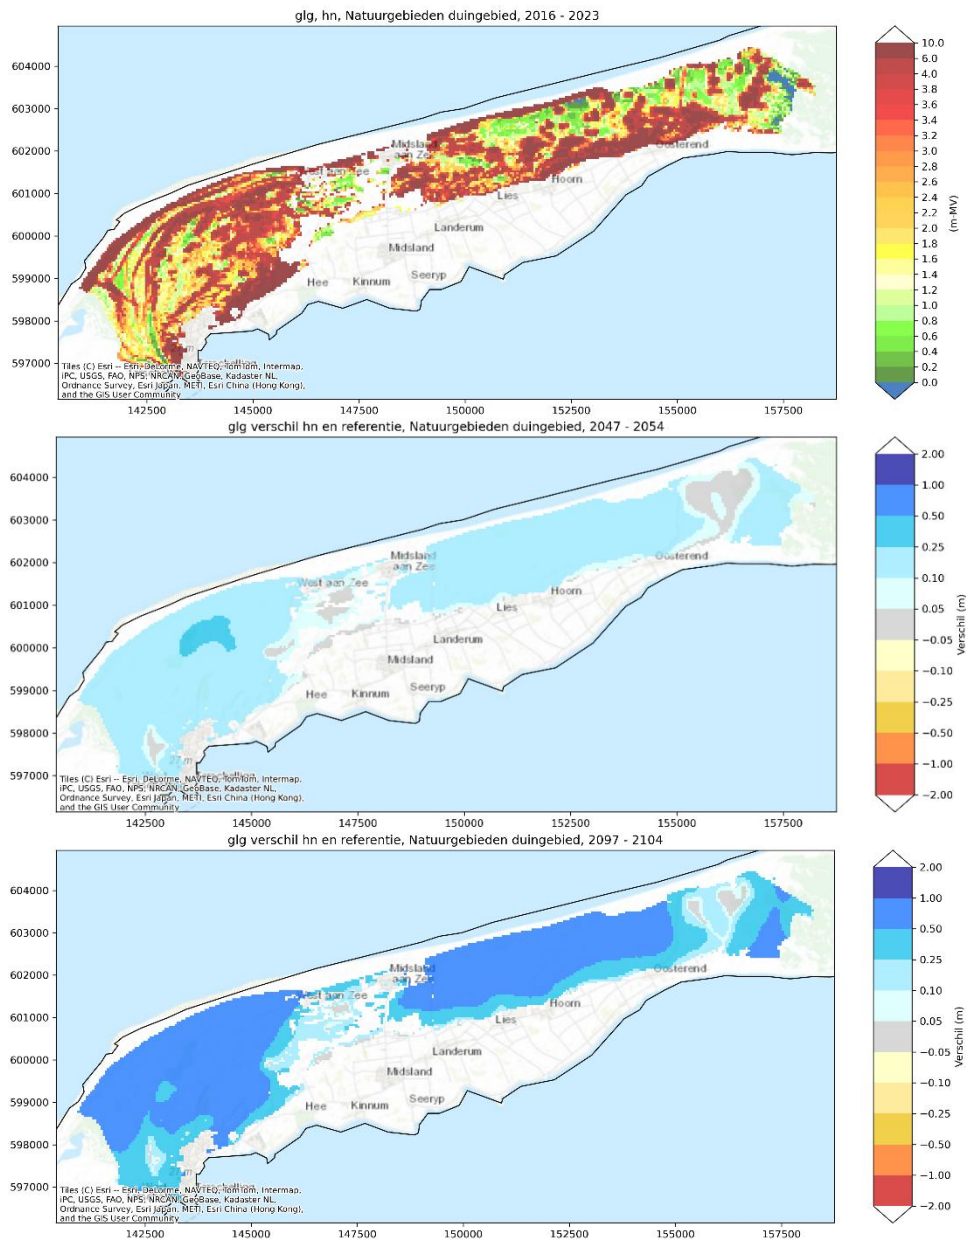 glg, hn, Natuurgebieden duingebied, 2016 - 2023
604000
603000
602000
601000
600000
599000
598000
597000
Midsland
aan Zee
West aan Zee
Oosterend
Hoorn
Lies
Landerum
Midsland
Seeryp
Kinnum
Hee
Tiles (C) Esri -- Esri, DeLorme, NAVTEQ, TomTom, Intermap,
iPC, USGS, FAO, NPS, NRCAN, GeoBase, Kadaster NL,
Ordnance Survey, Esri Japan, METI, Esri China (Hong Kong),
and the GIS User Community
142500 145000 147500 150000 152500 155000 157500
10.0
6.0
4.0
3.8
3.6
3.2
3.0
2.6
2.4
2.2
2.0
1.8
1.6
1.4
1.2
1.0
0.8
0.6
0.4
0.2
0.0
(m-MV)
glg verschil hn en referentie, Natuurgebieden duingebied, 2047 - 2054
604000
603000
602000
601000
600000
599000
598000
597000
Midsland
aan Zee
West aan Zee
Oosterend
Hoorn
Lies
Landerum
Midsland
Seeryp
Kinnum
Hee
27 m
Tiles (C) Esri -- Esri, DeLorme, NAVTEQ, TomTom, Intermap,
iPC, USGS, FAO, NPS, NRCAN, GeoBase, Kadaster NL,
Ordnance Survey, Esri Japan, METI, Esri China (Hong Kong),
and the GIS User Community
142500 145000 147500 150000 152500 155000 157500
2.00
1.00
0.50
0.25
0.10
0.05
−0.05
−0.10
−0.25
−0.50
−1.00
−2.00
Verschil (m)
glg verschil hn en referentie, Natuurgebieden duingebied, 2097 - 2104
604000
603000
602000
601000
600000
599000
598000
597000
Midsland
aan Zee
West aan Zee
Oosterend
Hoorn
Lies
Landerum
Midsland
Seeryp
Kinnum
Hee
27 m
Tiles (C) Esri -- Esri, DeLorme, NAVTEQ, TomTom, Intermap,
iPC, USGS, FAO, NPS, NRCAN, GeoBase, Kadaster NL,
Ordnance Survey, Esri Japan, METI, Esri China (Hong Kong),
and the GIS User Community
142500 145000 147500 150000 152500 155000 157500
2.00
1.00
0.50
0.25
0.10
0.05
−0.05
−0.10
−0.25
−0.50
−1.00
−2.00
Verschil (m)